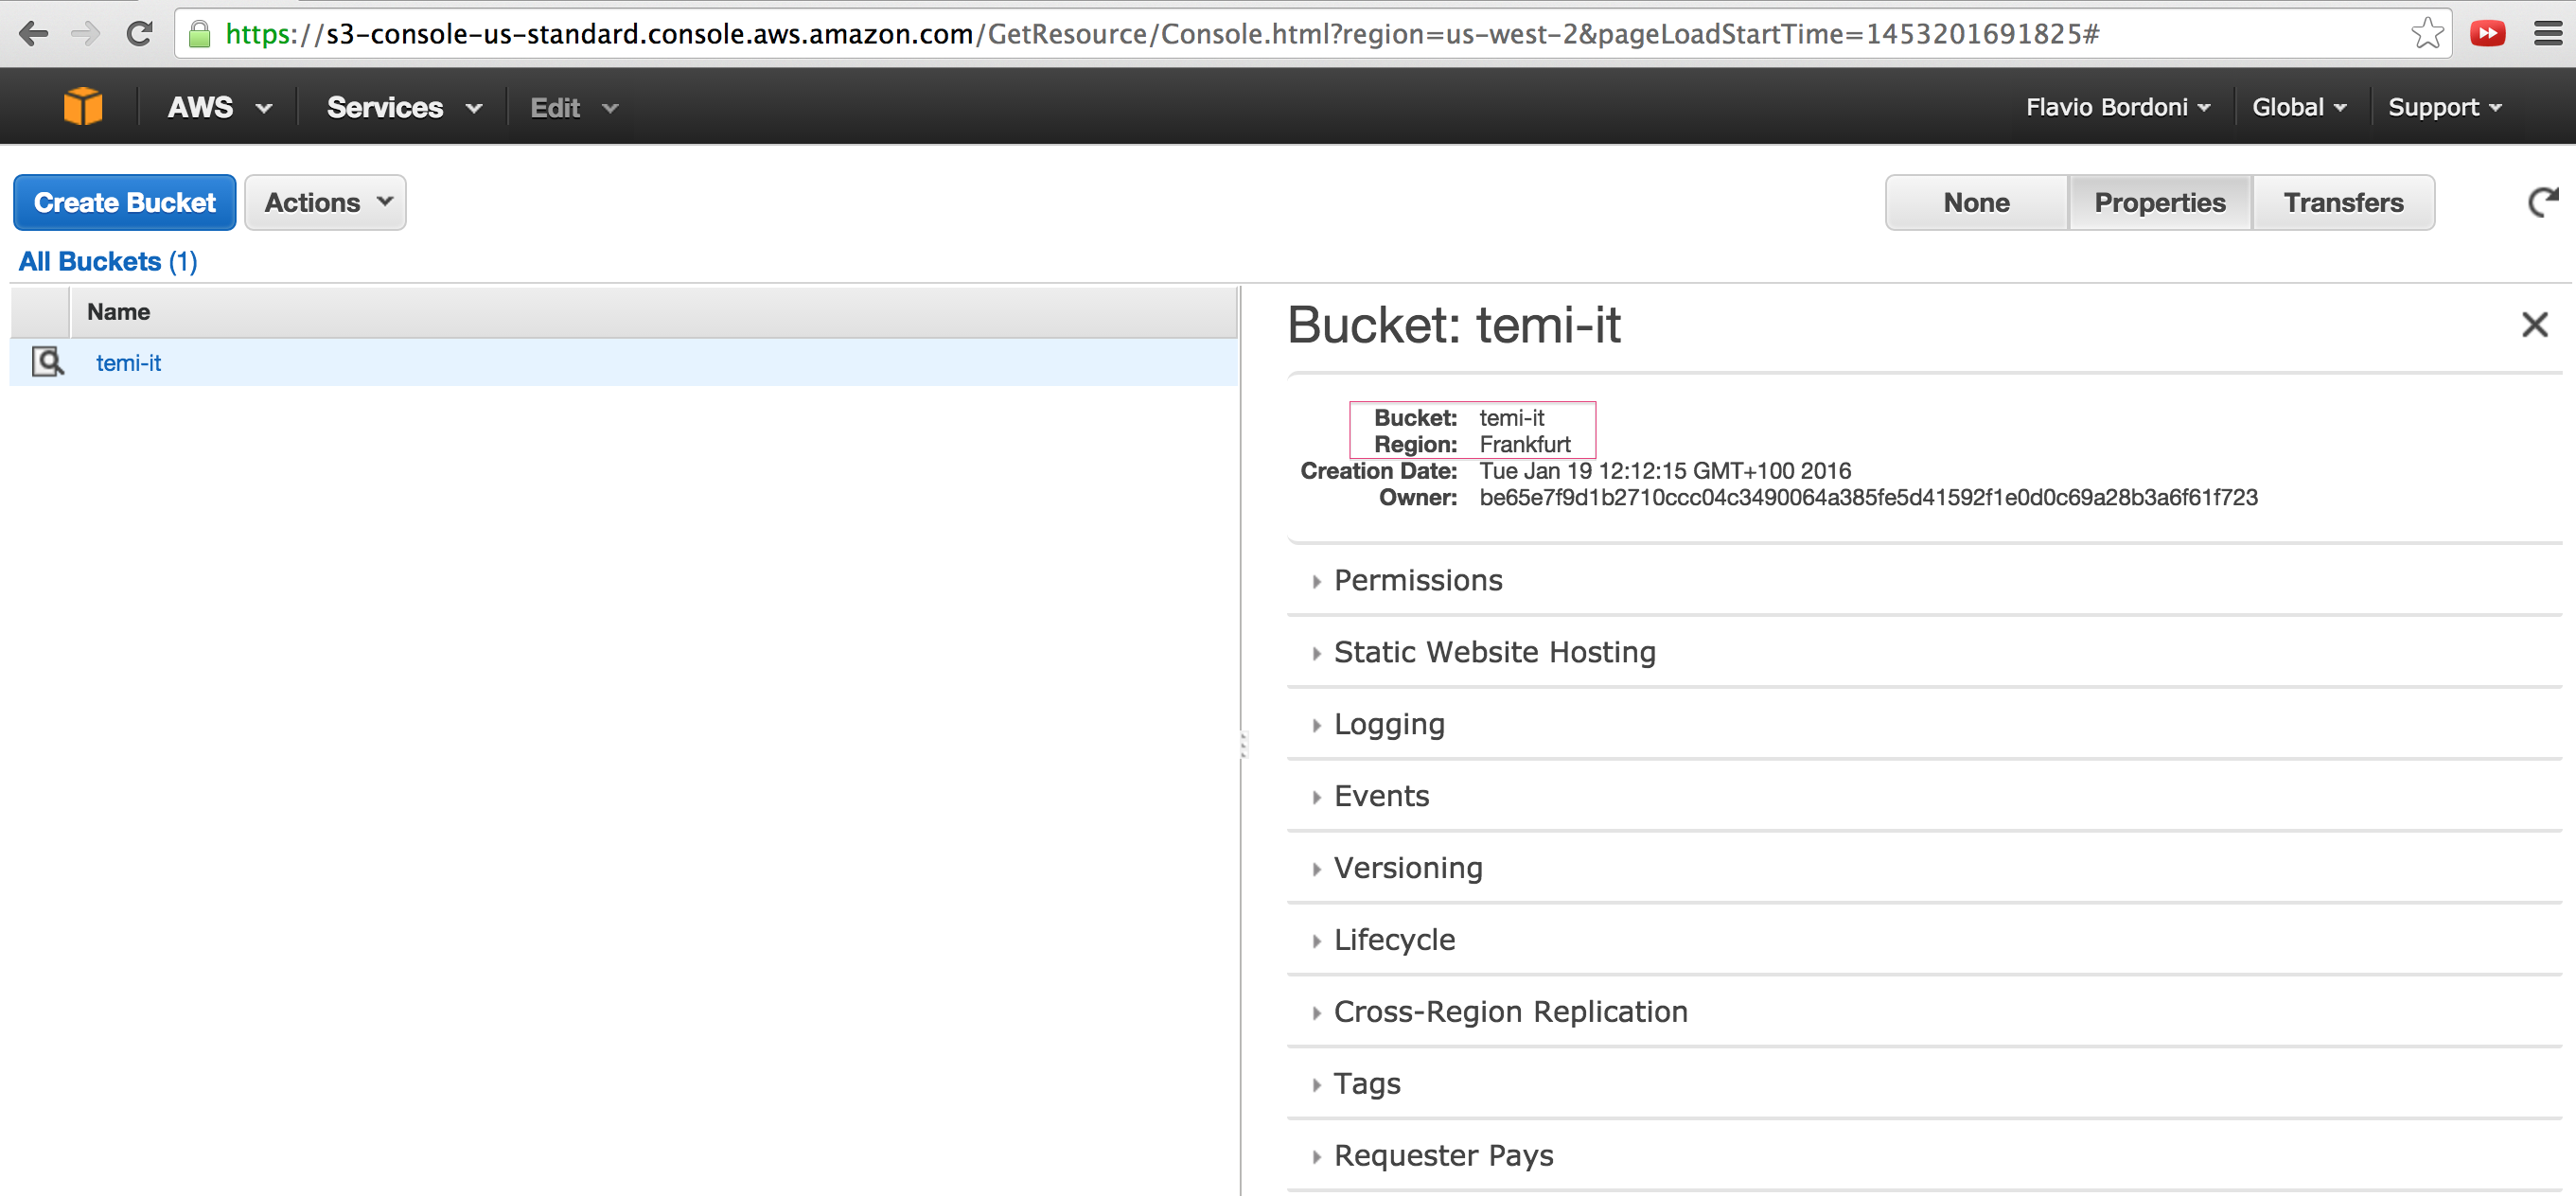 https://s3-console-us-standard.console.aws.amazon.com/GetResource/Console.html?region=us-west-2&pageLoadStartTime=1453201691825#
AWS Services Edit Flavio Bordoni Global Support
Create Bucket Actions None Properties Transfers
All Buckets (1)
Name
temi-it
Bucket: temi-it
Bucket: temi-it
Region: Frankfurt
Creation Date: Tue Jan 19 12:12:15 GMT+100 2016
Owner: be65e7f9d1b2710ccc04c3490064a385fe5d41592f1e0d0c69a28b3a6f61f723
Permissions
Static Website Hosting
Logging
Events
Versioning
Lifecycle
Cross-Region Replication
Tags
Requester Pays